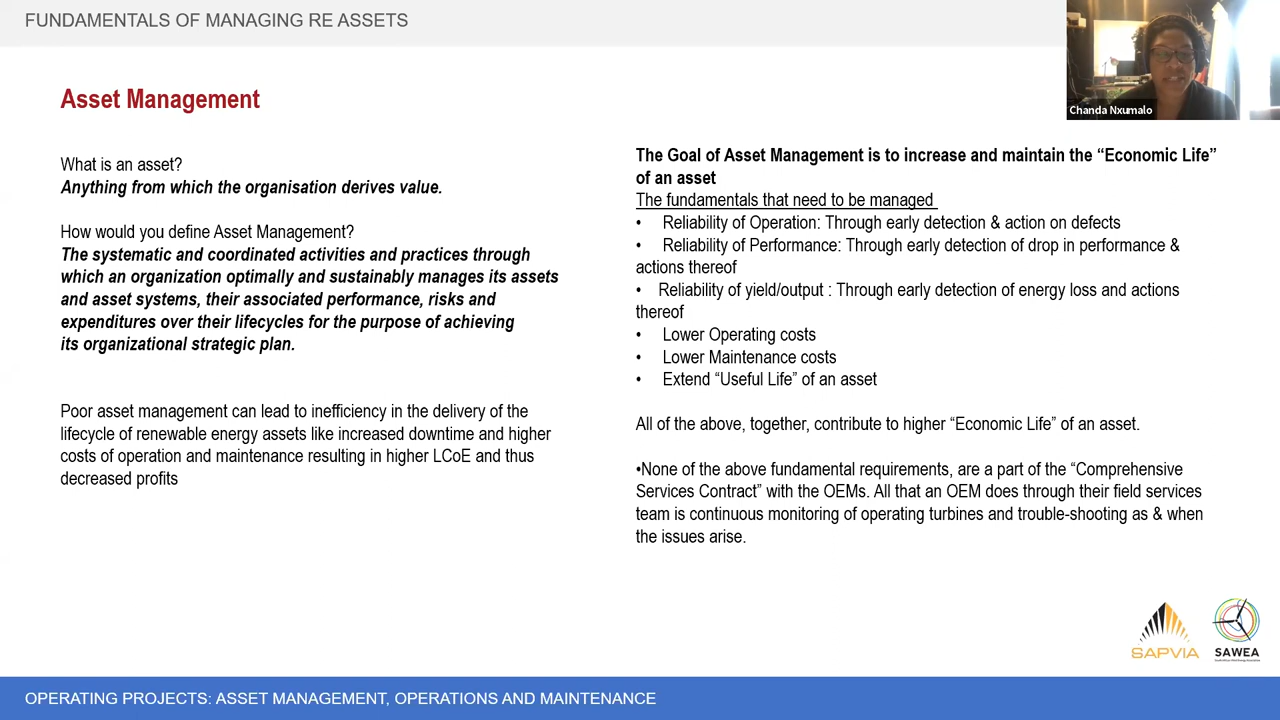 FUNDAMENTALS OF MANAGING RE ASSETS
Chanda Nxumalo
Asset Management
What is an asset?
Anything from which the organisation derives value.
How would you define Asset Management?
The systematic and coordinated activities and practices through
which an organization optimally and sustainably manages its assets
and asset systems, their associated performance, risks and
expenditures over their lifecycles for the purpose of achieving
its organizational strategic plan.
Poor asset management can lead to inefficiency in the delivery of the
lifecycle of renewable energy assets like increased downtime and higher
costs of operation and maintenance resulting in higher LCoE and thus
decreased profits
The Goal of Asset Management is to increase and maintain the “Economic Life”
of an asset
The fundamentals that need to be managed
• Reliability of Operation: Through early detection & action on defects
• Reliability of Performance: Through early detection of drop in performance &
actions thereof
• Reliability of yield/output : Through early detection of energy loss and actions
thereof
• Lower Operating costs
• Lower Maintenance costs
• Extend “Useful Life” of an asset
All of the above, together, contribute to higher “Economic Life” of an asset.
•None of the above fundamental requirements, are a part of the “Comprehensive
Services Contract” with the OEMs. All that an OEM does through their field services
team is continuous monitoring of operating turbines and trouble-shooting as & when
the issues arise.
SAPVIA
SAWEA
OPERATING PROJECTS: ASSET MANAGEMENT, OPERATIONS AND MAINTENANCE